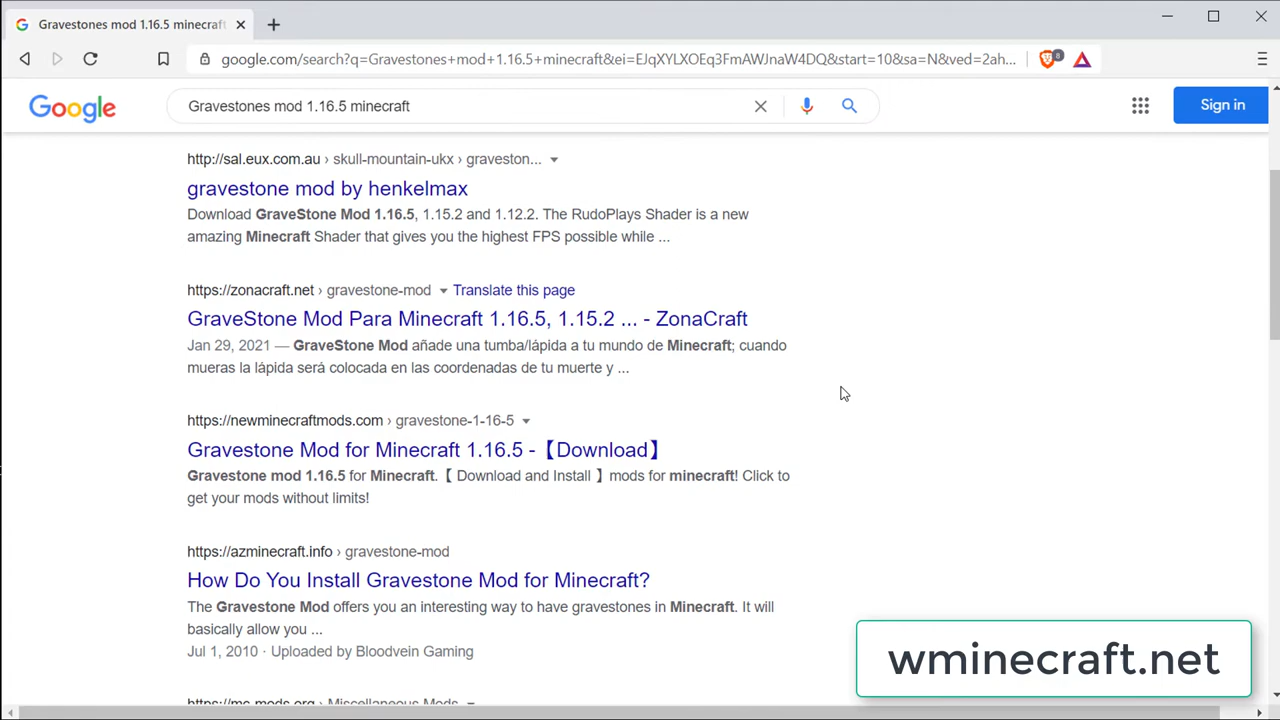 Gravestones mod 1.16.5 minecraft
google.com/search?q=Gravestones+mod+1.16.5+minecraft&ei=EJqXYLXOEq3FmAWJnaW4DQ&start=10&sa=N&ved=2ah...
8
Google
Gravestones mod 1.16.5 minecraft
Sign in
http://sal.eux.com.au › skull-mountain-ukx › graveston...
gravestone mod by henkelmax
Download GraveStone Mod 1.16.5, 1.15.2 and 1.12.2. The RudoPlays Shader is a new
amazing Minecraft Shader that gives you the highest FPS possible while ...
https://zonacraft.net › gravestone-mod Translate this page
GraveStone Mod Para Minecraft 1.16.5, 1.15.2 ... - ZonaCraft
Jan 29, 2021 — GraveStone Mod añade una tumba/lápida a tu mundo de Minecraft; cuando
mueras la lápida será colocada en las coordenadas de tu muerte y ...
https://newminecraftmods.com › gravestone-1-16-5
Gravestone Mod for Minecraft 1.16.5 -【Download】
Gravestone mod 1.16.5 for Minecraft.【 Download and Install 】mods for minecraft! Click to
get your mods without limits!
https://azminecraft.info › gravestone-mod
How Do You Install Gravestone Mod for Minecraft?
The Gravestone Mod offers you an interesting way to have gravestones in Minecraft. It will
basically allow you ...
Jul 1, 2010 · Uploaded by Bloodvein Gaming
wminecraft.net
https://mc-mods.org › Miscellaneous Mods